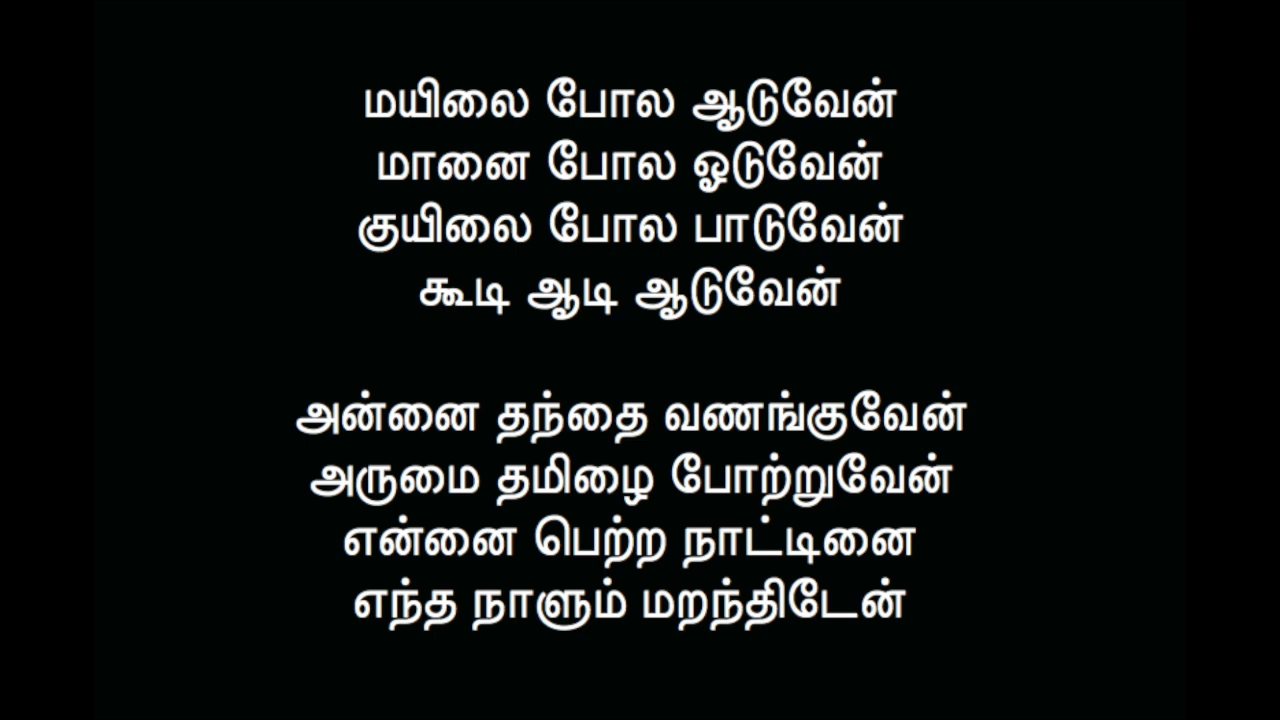 மயிலை போல ஆடுவேன்
மானை போல ஓடுவேன்
குயிலை போல பாடுவேன்
கூடி ஆடி ஆடுவேன்
அன்னை தந்தை வணங்குவேன்
அருமை தமிழை போற்றுவேன்
என்னை பெற்ற நாட்டினை
எந்த நாளும் மறந்திடேன்